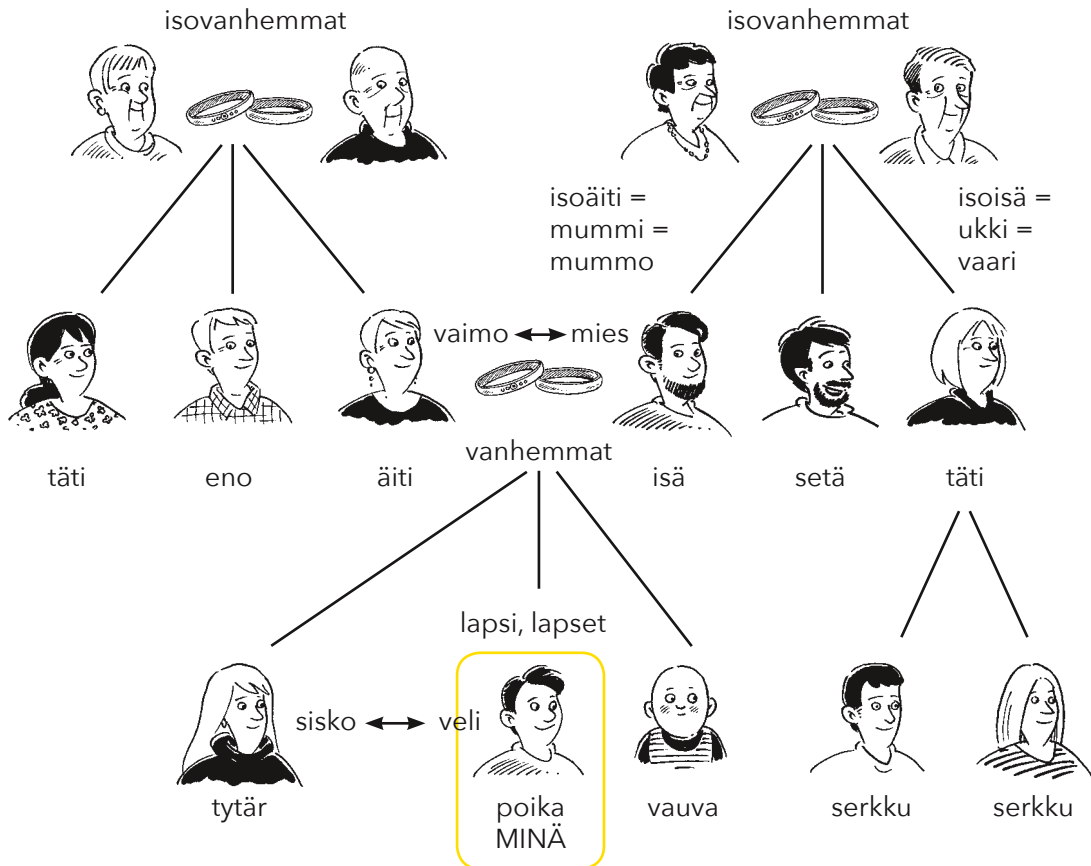 isovanhemmat
isovanhemmat
isoäiti =
mummi =
mummo
isoisä =
ukki =
vaari
vaimo
mies
täti
eno
äiti
vanhemmat
isä
setä
täti
lapsi, lapset
sisko
veli
tytär
poika
MINÄ
vauva
serkku
serkku